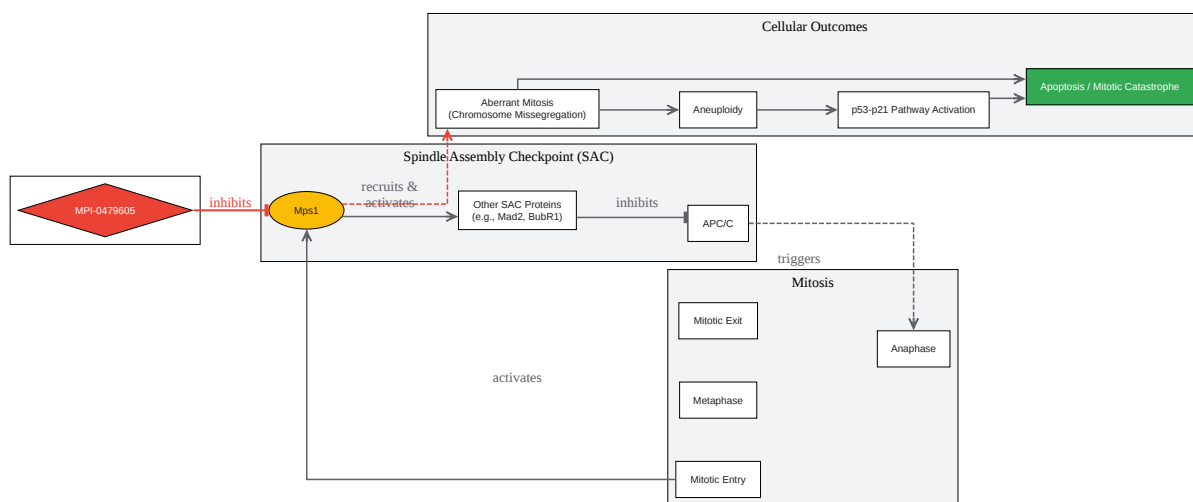 Cellular Outcomes
Apoptosis / Mitotic Catastrophe
Aberrant Mitosis
(Chromosome Missegregation)
Aneuploidy
p53-p21 Pathway Activation
Spindle Assembly Checkpoint (SAC)
MPI-0479605
inhibits
Mps1
recruits &
activates
Other SAC Proteins
(e.g., Mad2, BubR1)
inhibits
APC/C
triggers
Mitosis
Mitotic Exit
Anaphase
activates
Metaphase
Mitotic Entry